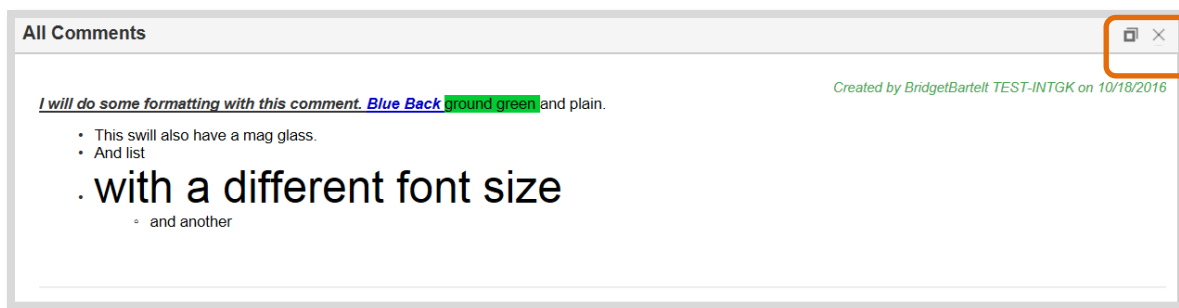 All Comments
Created by BridgetBartelt TEST-INTGK on 10/18/2016
I will do some formatting with this comment. Blue Back ground green and plain.
• This swill also have a mag glass.
• And list
• with a different font size
◦ and another